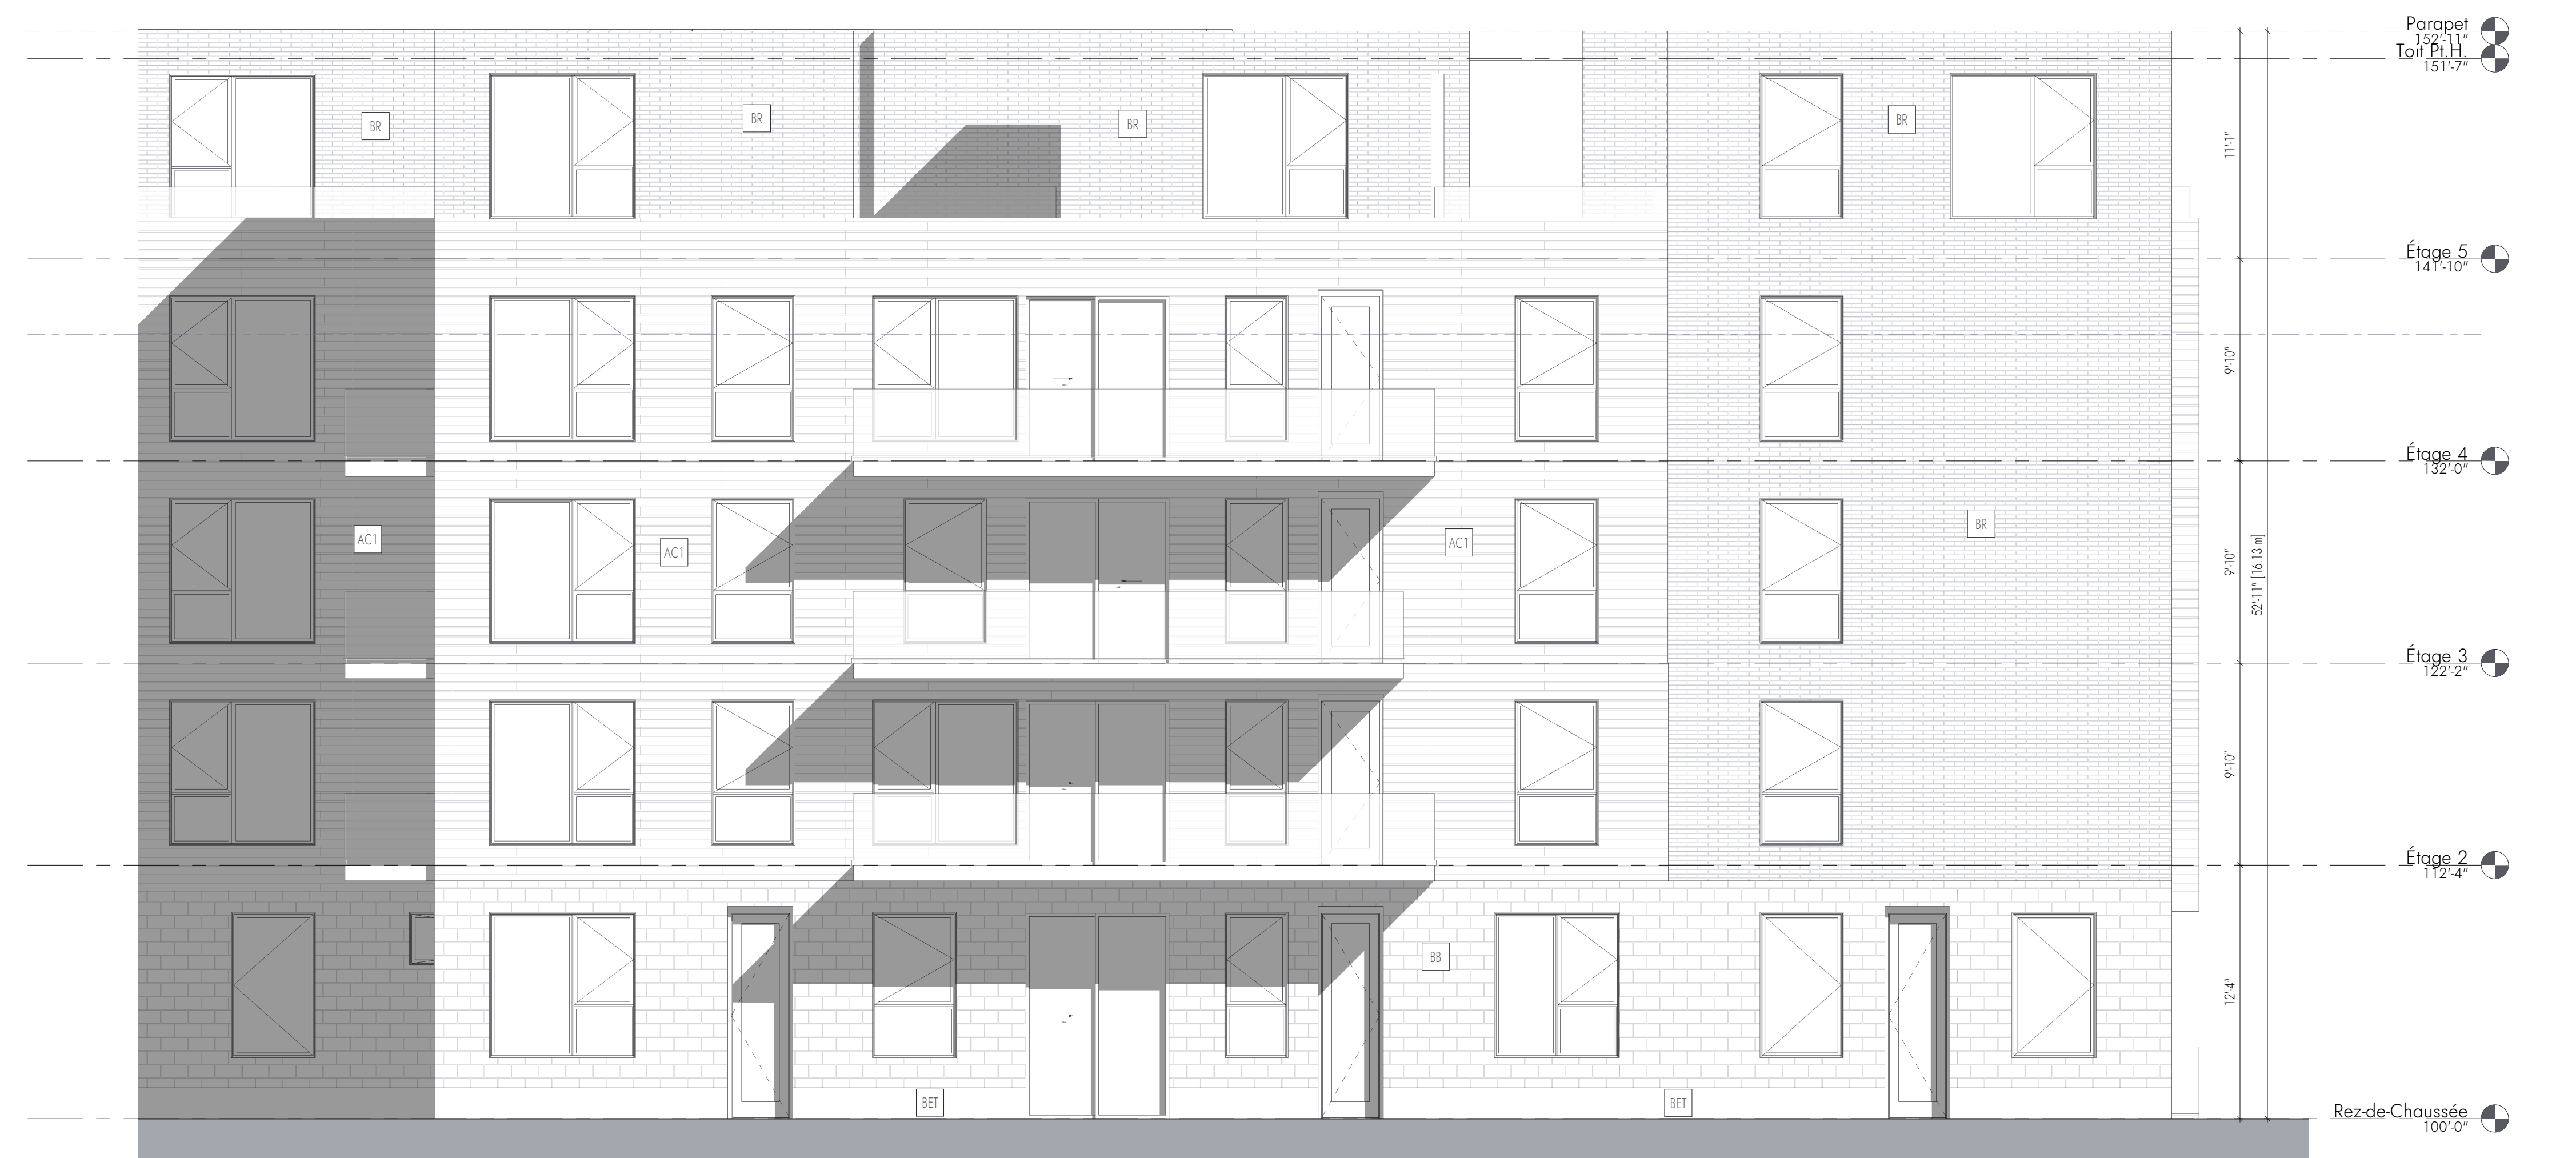 Parapet
152'-11"
Toit Pt.H.
151'-7"
BR
BR
BR
BR
11'-1"
Étage 5
141'-10"
9'-10"
Étage 4
132'-0"
AC1
AC1
AC1
BR
9'-10"
52'-11" [16.13 m]
Étage 3
122'-2"
9'-10"
Étage 2
112'-4"
BB
12'-4"
BET
BET
Rez-de-Chaussée
100'-0"